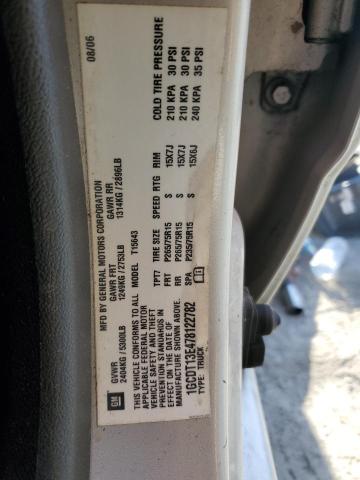 MFD BY GENERAL MOTORS CORPORATION
08/06
GVWR GAWR FRT GAWR RR
2404KG / 5300LB 1249KG / 2753LB 1314KG / 2896LB
THIS VEHICLE CONFORMS TO ALL
APPLICABLE FEDERAL MOTOR
VEHICLE SAFETY AND THEFT
PREVENTION STANDARDS IN
EFFECT ON THE DATE OF
MANUFACTURE SHOWN ABOVE.
1GCDT13E478122782
TYPE: TRUCK
MODEL T15643
TPT7 TIRE SIZE SPEED RTG RIM COLD TIRE PRESSURE
FRT P265/75R15 S 15X7J 210 KPA 30 PSI
RR P265/75R15 S 15X7J 210 KPA 30 PSI
P235/75R15 S 15X6J 240 KPA 35 PSI
GM